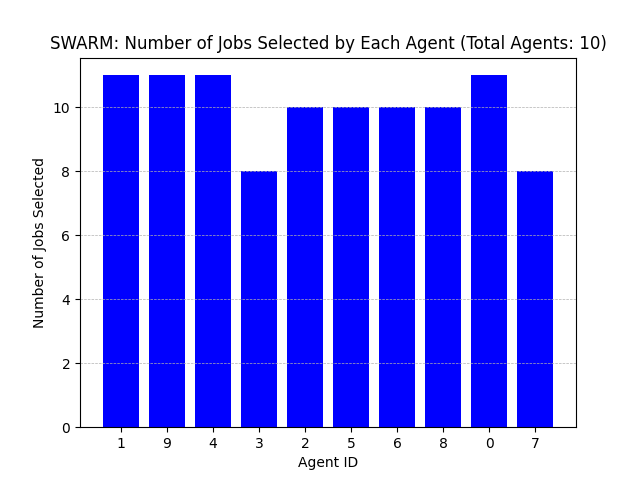 SWARM: Number of Jobs Selected by Each Agent (Total Agents: 10)
Number of Jobs Selected
10
8
6
4
2
0
1 9 4 3 2 5 6 8 0 7
Agent ID